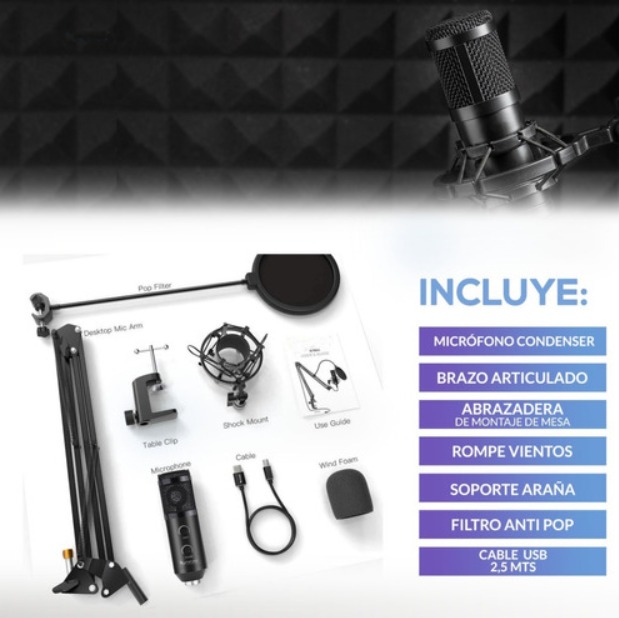 Pop Filter
Desktop Mic Arm
Table Clip
Shock Mount
Use Guide
Microphone
Cable
Wind Foam
INCLUYE:
MICRÓFONO CONDENSER
BRAZO ARTICULADO
ABRAZADERA
DE MONTAJE DE MESA
ROMPE VIENTOS
SOPORTE ARAÑA
FILTRO ANTI POP
CABLE USB
2,5 MTS